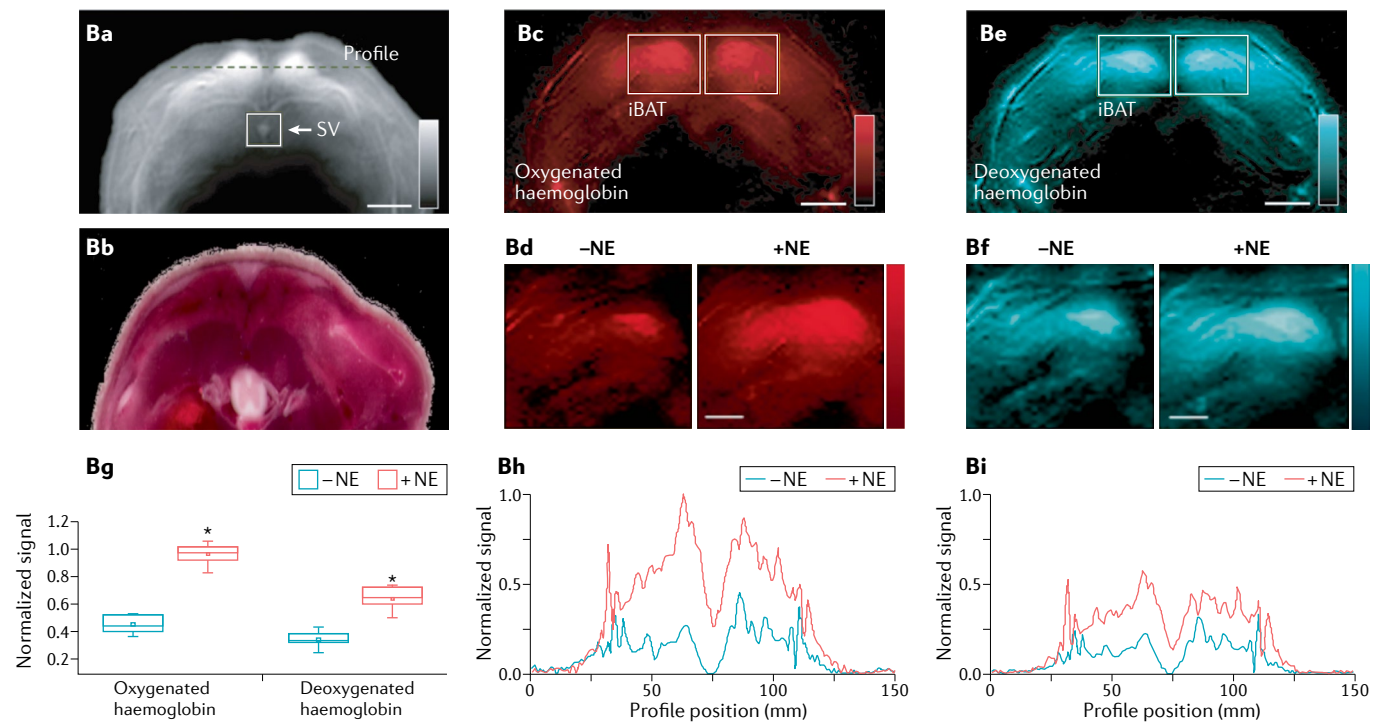 Ba
Profile
SV
Bb
Bc
iBAT
Oxygenated
haemoglobin
Bd
–NE
+NE
Be
iBAT
Deoxygenated
haemoglobin
Bf
–NE
+NE
Bg
– NE
+ NE
Normalized signal
1.2
1.0
0.8
0.6
0.4
0.2
*
*
Oxygenated
haemoglobin
Deoxygenated
haemoglobin
Bh
– NE
+ NE
Normalized signal
1.0
0.5
0.0
0
50
100
150
Profile position (mm)
Bi
– NE
+ NE
Normalized signal
1.0
0.5
0.0
0
50
100
150
Profile position (mm)